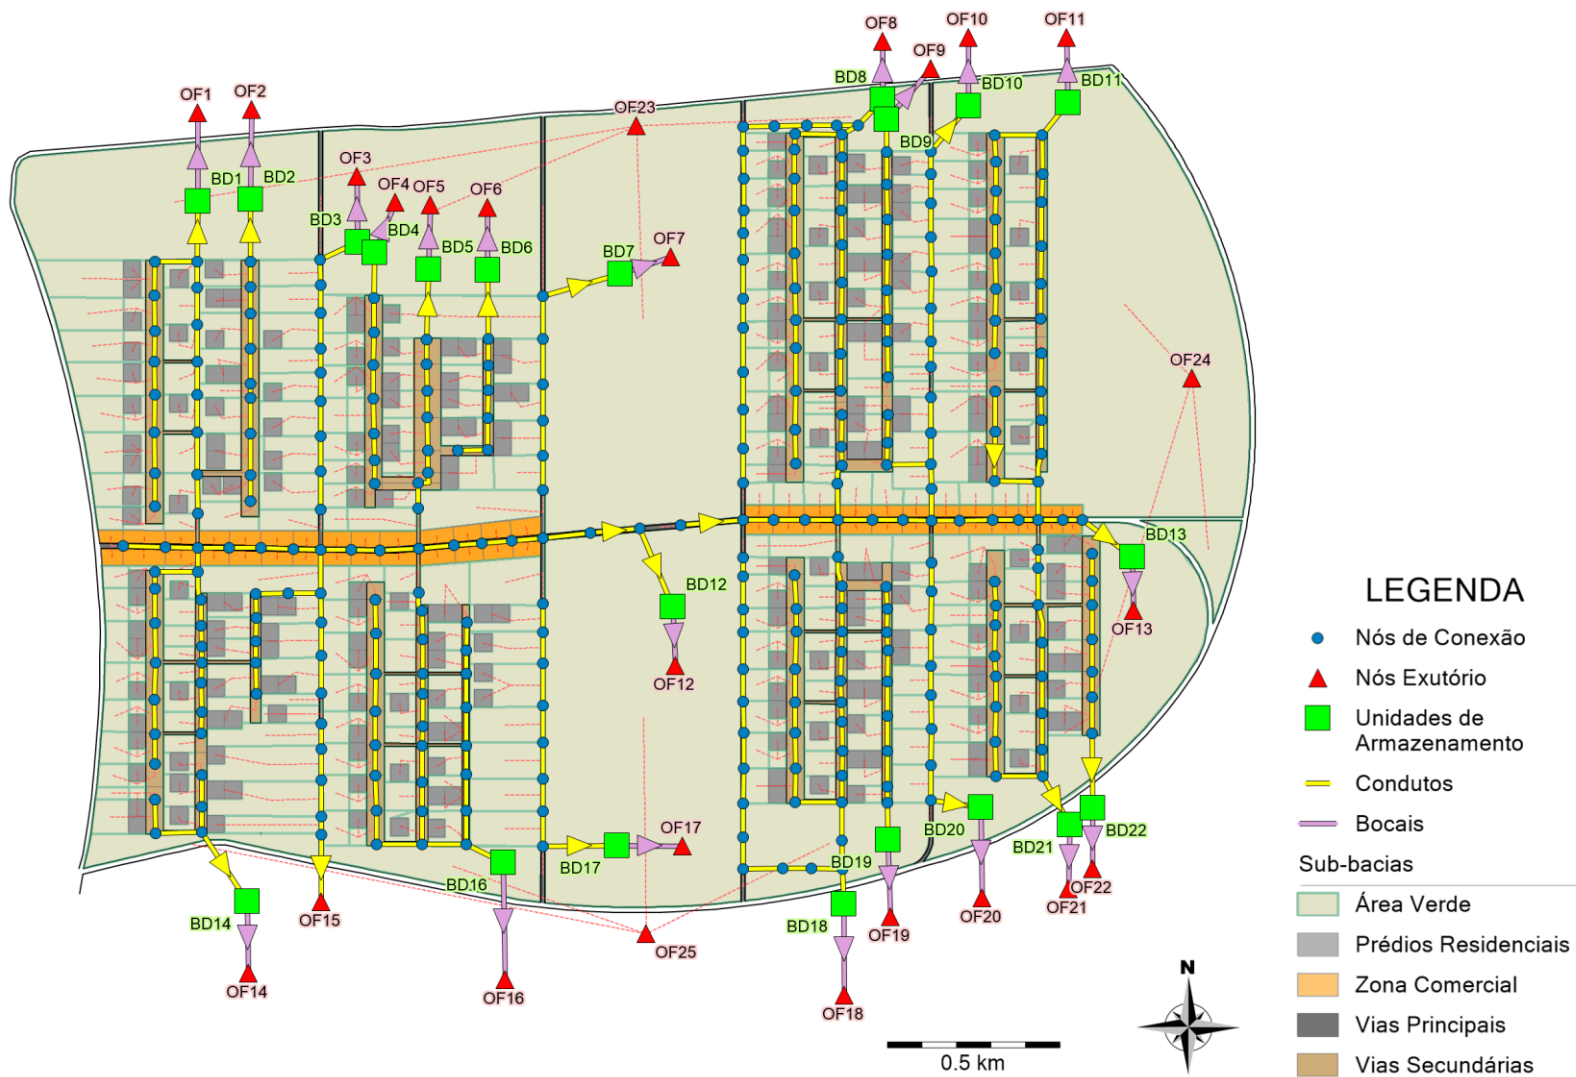 OF8
OF9
OF10
OF11
BD8
BD10
BD11
OF1
OF2
OF23
BD9
OF3
OF4
OF5
OF6
BD1
BD2
BD3
BD4
BD5
BD6
BD7
OF7
OF24
BD13
BD12
OF13
OF12
LEGENDA
Nós de Conexão
Nós Exutório
Unidades de
Armazenamento
Condutos
Bocais
Sub-bacias
Área Verde
Prédios Residenciais
Zona Comercial
Vias Principais
Vias Secundárias
BD20
BD22
OF17
BD17
BD19
BD21
BD16
OF22
OF21
OF20
OF15
BD14
BD18
OF19
OF25
OF14
OF16
OF18
N
0.5 km